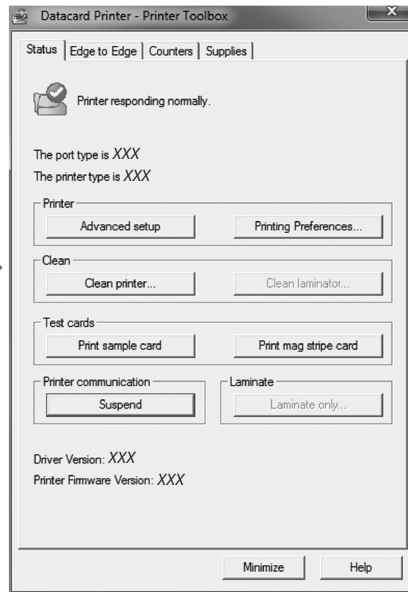 Datacard Printer - Printer Toolbox
Status Edge to Edge Counters Supplies
Printer responding normally.
The port type is XXX
The printer type is XXX
Printer
Advanced setup Printing Preferences...
Clean
Clean printer... Clean laminator...
Test cards
Print sample card Print mag stripe card
Printer communication Laminate
Suspend Laminate only...
Driver Version: XXX
Printer Firmware Version: XXX
Minimize Help